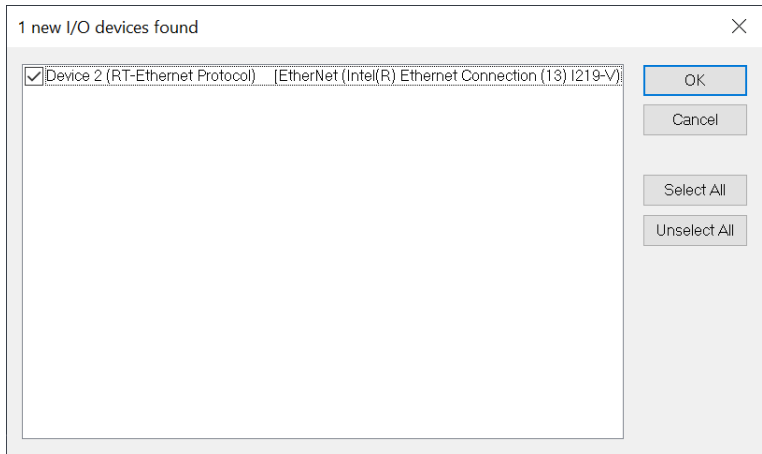 1 new I/O devices found
Device 2 (RT-Ethernet Protocol) [EtherNet (Intel(R) Ethernet Connection (13) I219-V)
OK
Cancel
Select All
Unselect All